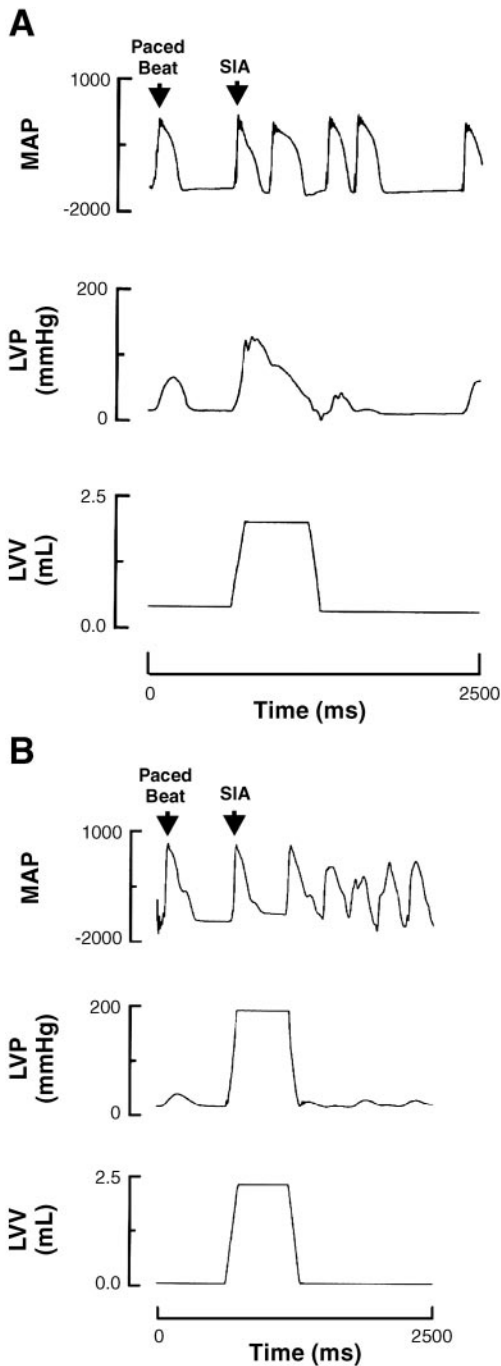 A
Paced
Beat
SIA
1000
MAP
-2000
200
LVP
(mmHg)
0
2.5
LVV
(mL)
0.0
0
2500
Time (ms)
B
Paced
Beat
SIA
1000
MAP
-2000
200
LVP
(mmHg)
0
2.5
LVV
(mL)
0.0
0
2500
Time (ms)